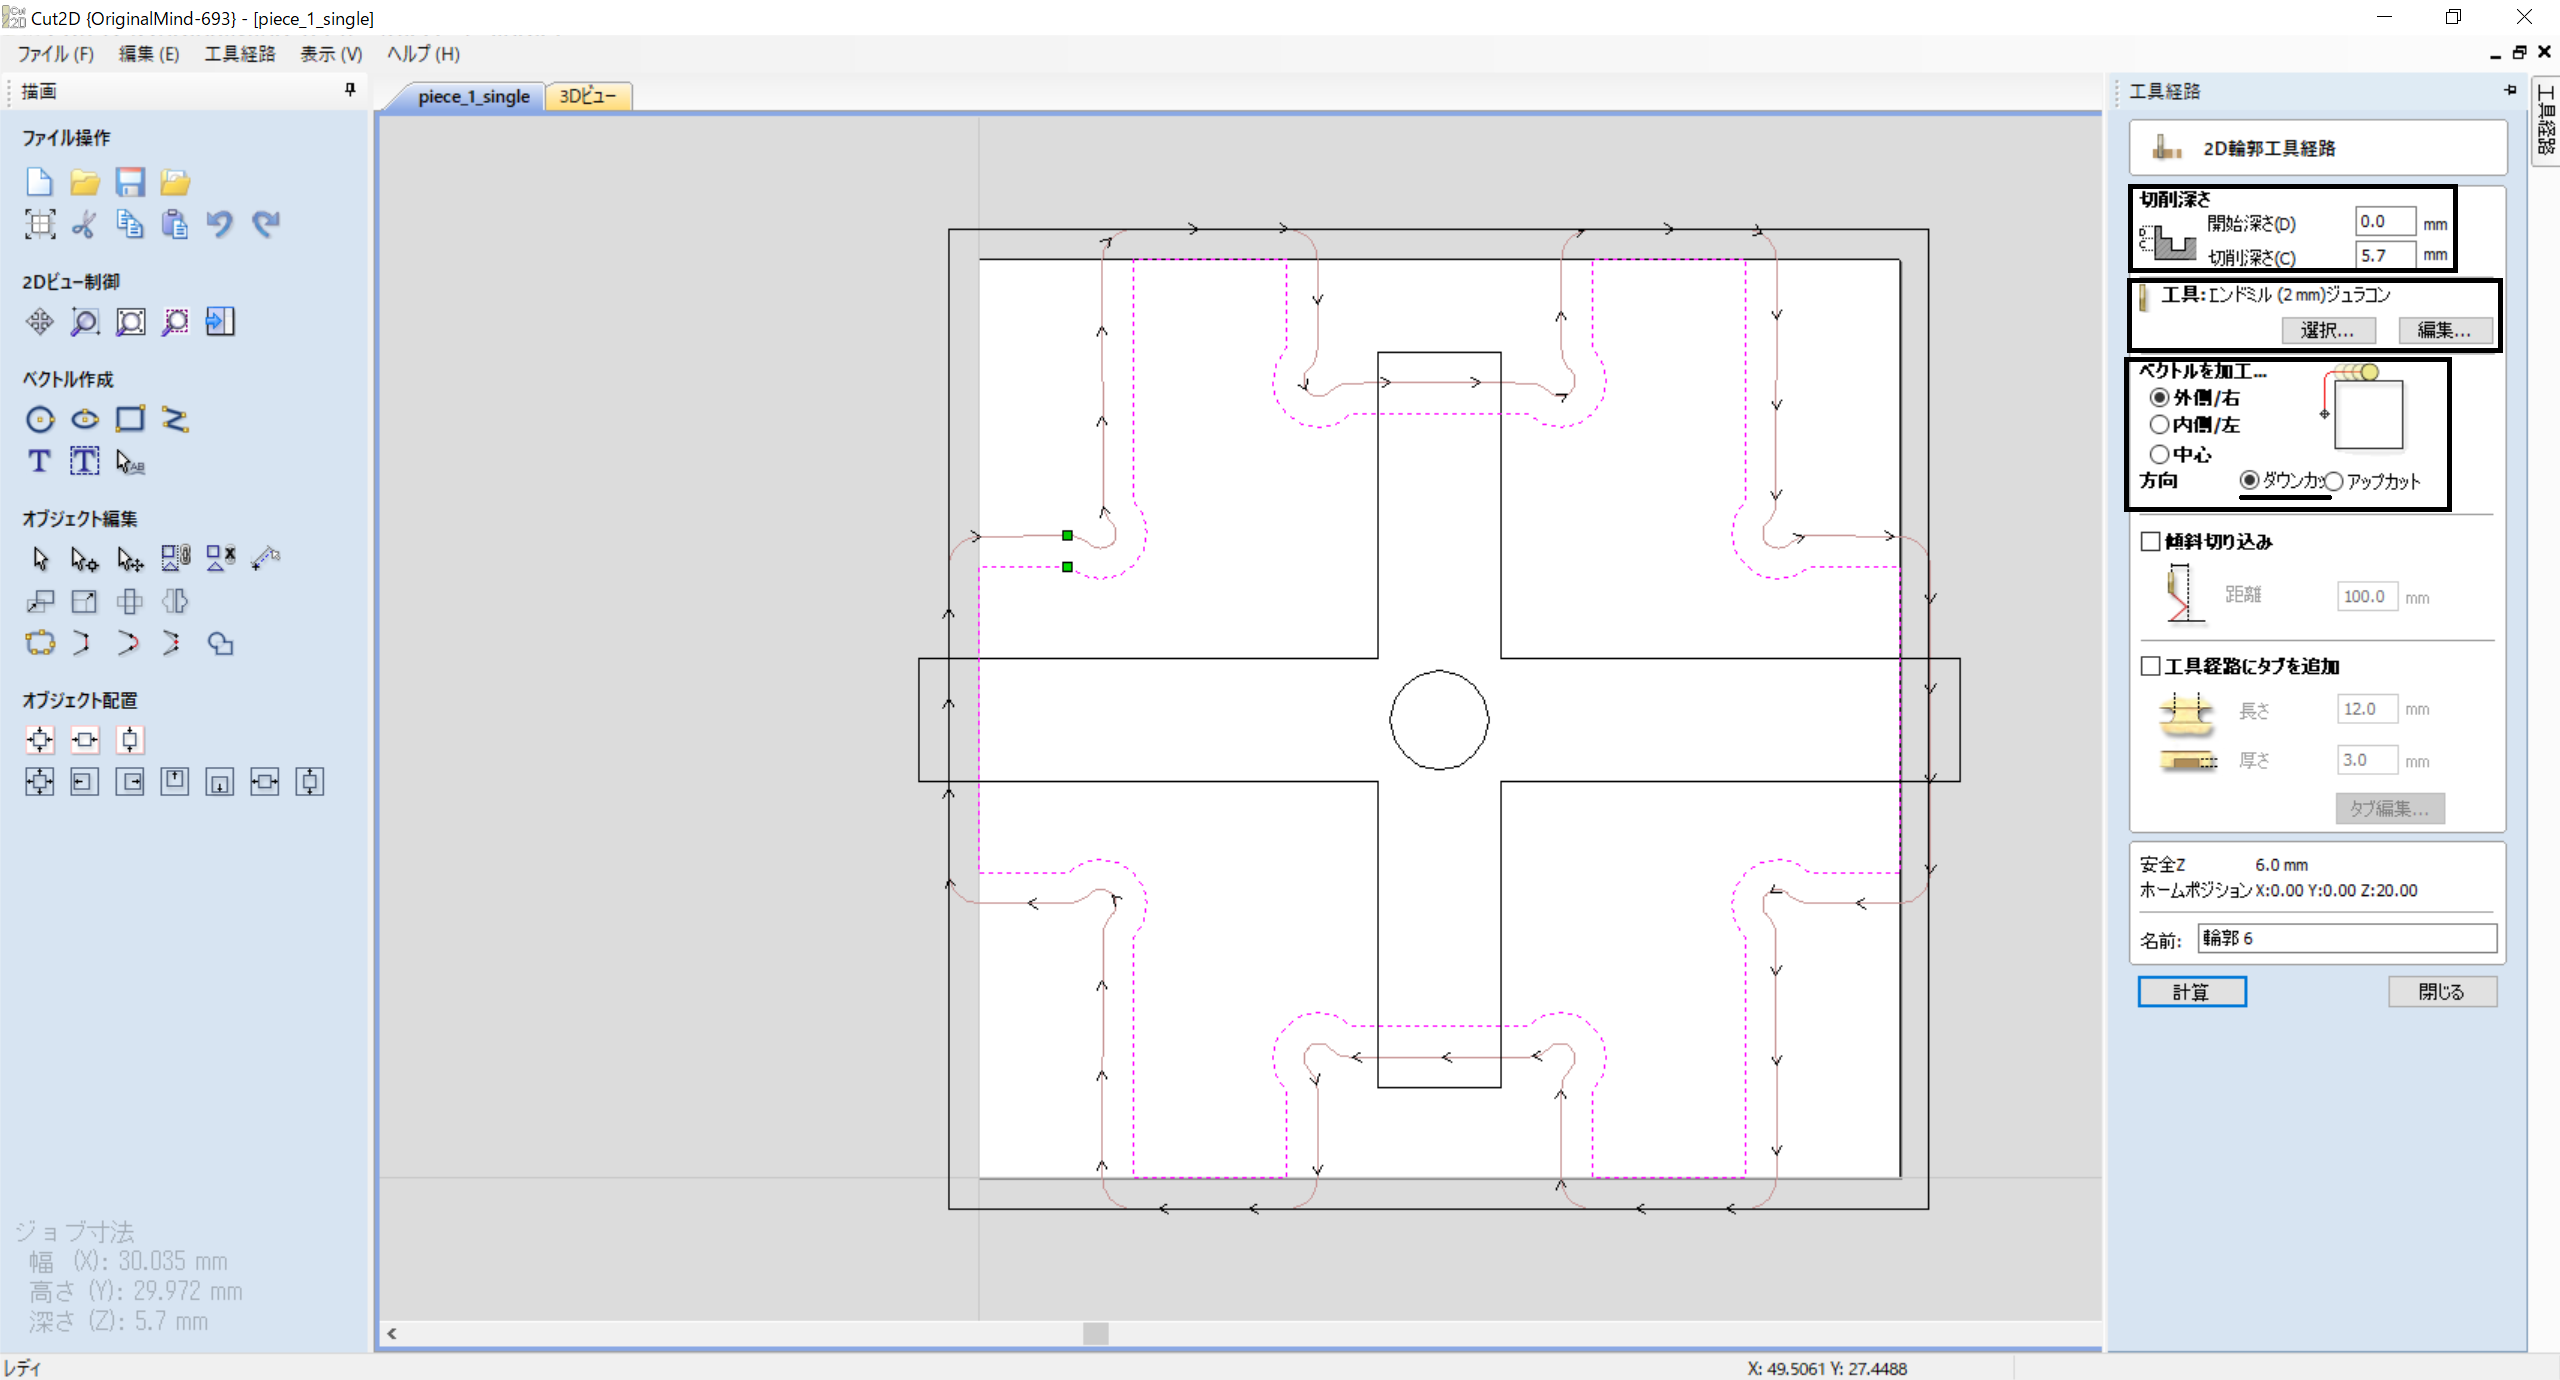 Cut2D {OriginalMind-693} - [piece_1_single]
ファイル (F) 編集 (E) 工具経路 表示 (V) ヘルプ (H)
描画
ファイル操作
2Dビュー制御
ベクトル作成
オブジェクト編集
オブジェクト配置
ジョブ寸法
幅 (X): 30.035 mm
高さ (Y): 29.972 mm
深さ (Z): 5.7 mm
レディ
piece_1_single 3Dビュー
X: 49.5061 Y: 27.4488
工具経路
工具経路
2D輪郭工具経路
切削深さ
開始深さ(D) 0.0 mm
切削深さ(C) 5.7 mm
工具:エンドミル (2 mm)ジュラコン
選択... 編集...
ベクトルを加工...
外側/右
内側/左
中心
方向 ダウンカッ アップカット
傾斜切り込み
距離 100.0 mm
工具経路にタブを追加
長さ 12.0 mm
厚さ 3.0 mm
タブ編集...
安全Z 6.0 mm
ホームポジション X:0.00 Y:0.00 Z:20.00
名前: 輪郭 6
計算 閉じる